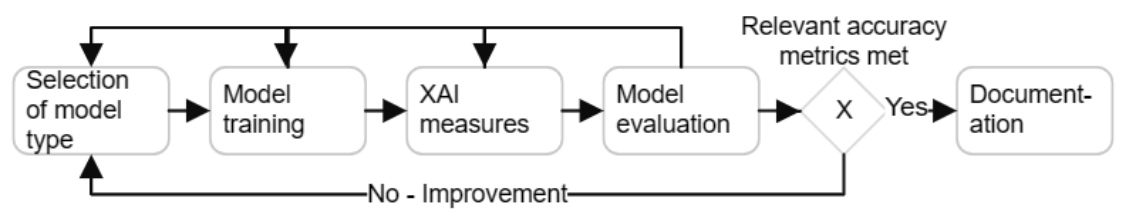 Relevant accuracy
metrics met
Selection
of model
type
Model
training
XAI
measures
Model
evaluation
X
Yes
Document-
ation
No - Improvement